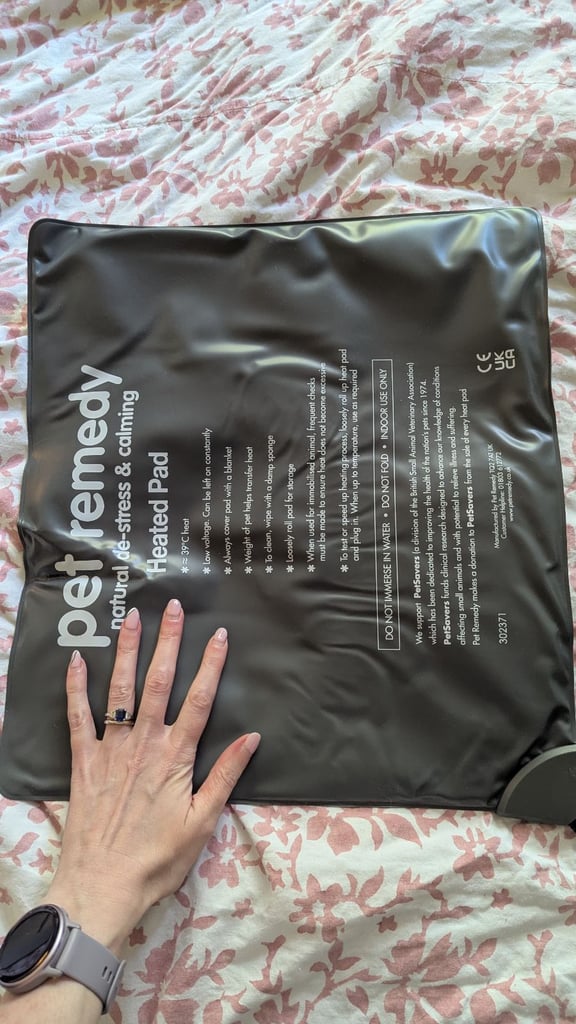 pet remedy
natural de-stress & calming
Heated Pad
✱ ≈ 39°C heat
✱ Low voltage. Can be left on constantly
✱ Always cover pad with a blanket
✱ Weight of pet helps transfer heat
✱ To clean, wipe with a damp sponge
✱ Loosely roll pad for storage
✱ When used for immobilised animal, frequent checks
must be made to ensure heat does not become excessive
✱ To test or speed up heating process, loosely roll up heat pad
and plug in. When up to temperature, use as required
DO NOT IMMERSE IN WATER • DO NOT FOLD • INDOOR USE ONLY
We support PetSavers (a division of the British Small Animal Veterinary Association)
which has been dedicated to improving the health of the nation's pets since 1974.
PetSavers funds clinical research designed to advance our knowledge of conditions
affecting small animals and with potential to relieve illness and suffering.
Pet Remedy makes a donation to PetSavers from the sale of every heat pad
Manufactured by Pet Remedy TQ2 7AY, UK
Customer Helpline: 01803 612772
www.petremedy.co.uk
302371
CE
UK
CA